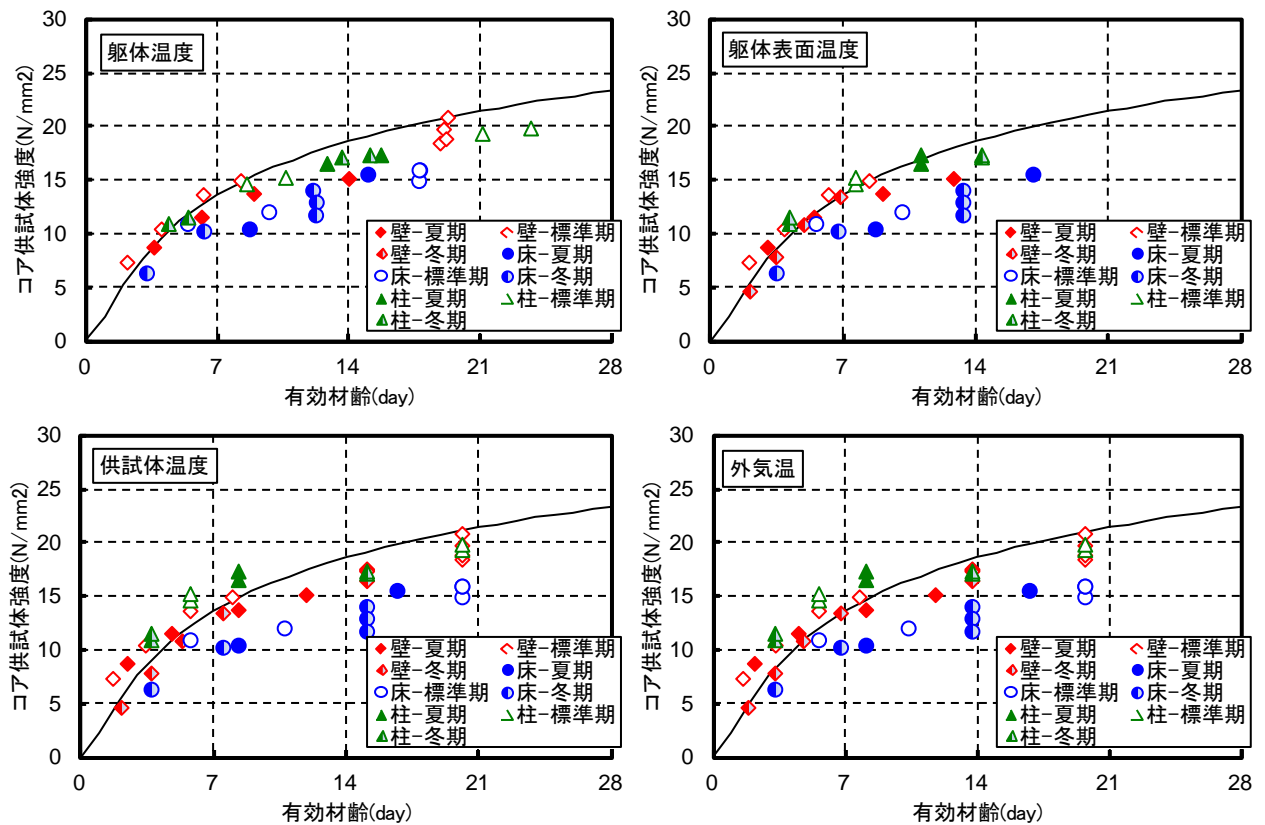 躯体温度
コア供試体強度(N/mm2)
30
25
20
15
10
5
0
0 7 14 21 28
有効材齢(day)
壁-夏期 壁-標準期
壁-冬期 床-夏期
床-標準期 床-冬期
柱-夏期 柱-標準期
柱-冬期
躯体表面温度
コア供試体強度(N/mm2)
30
25
20
15
10
5
0
0 7 14 21 28
有効材齢(day)
壁-夏期 壁-標準期
壁-冬期 床-夏期
床-標準期 床-冬期
柱-夏期 柱-標準期
柱-冬期
供試体温度
コア供試体強度(N/mm2)
30
25
20
15
10
5
0
0 7 14 21 28
有効材齢(day)
壁-夏期 壁-標準期
壁-冬期 床-夏期
床-標準期 床-冬期
柱-夏期 柱-標準期
柱-冬期
外気温
コア供試体強度(N/mm2)
30
25
20
15
10
5
0
0 7 14 21 28
有効材齢(day)
壁-夏期 壁-標準期
壁-冬期 床-夏期
床-標準期 床-冬期
柱-夏期 柱-標準期
柱-冬期